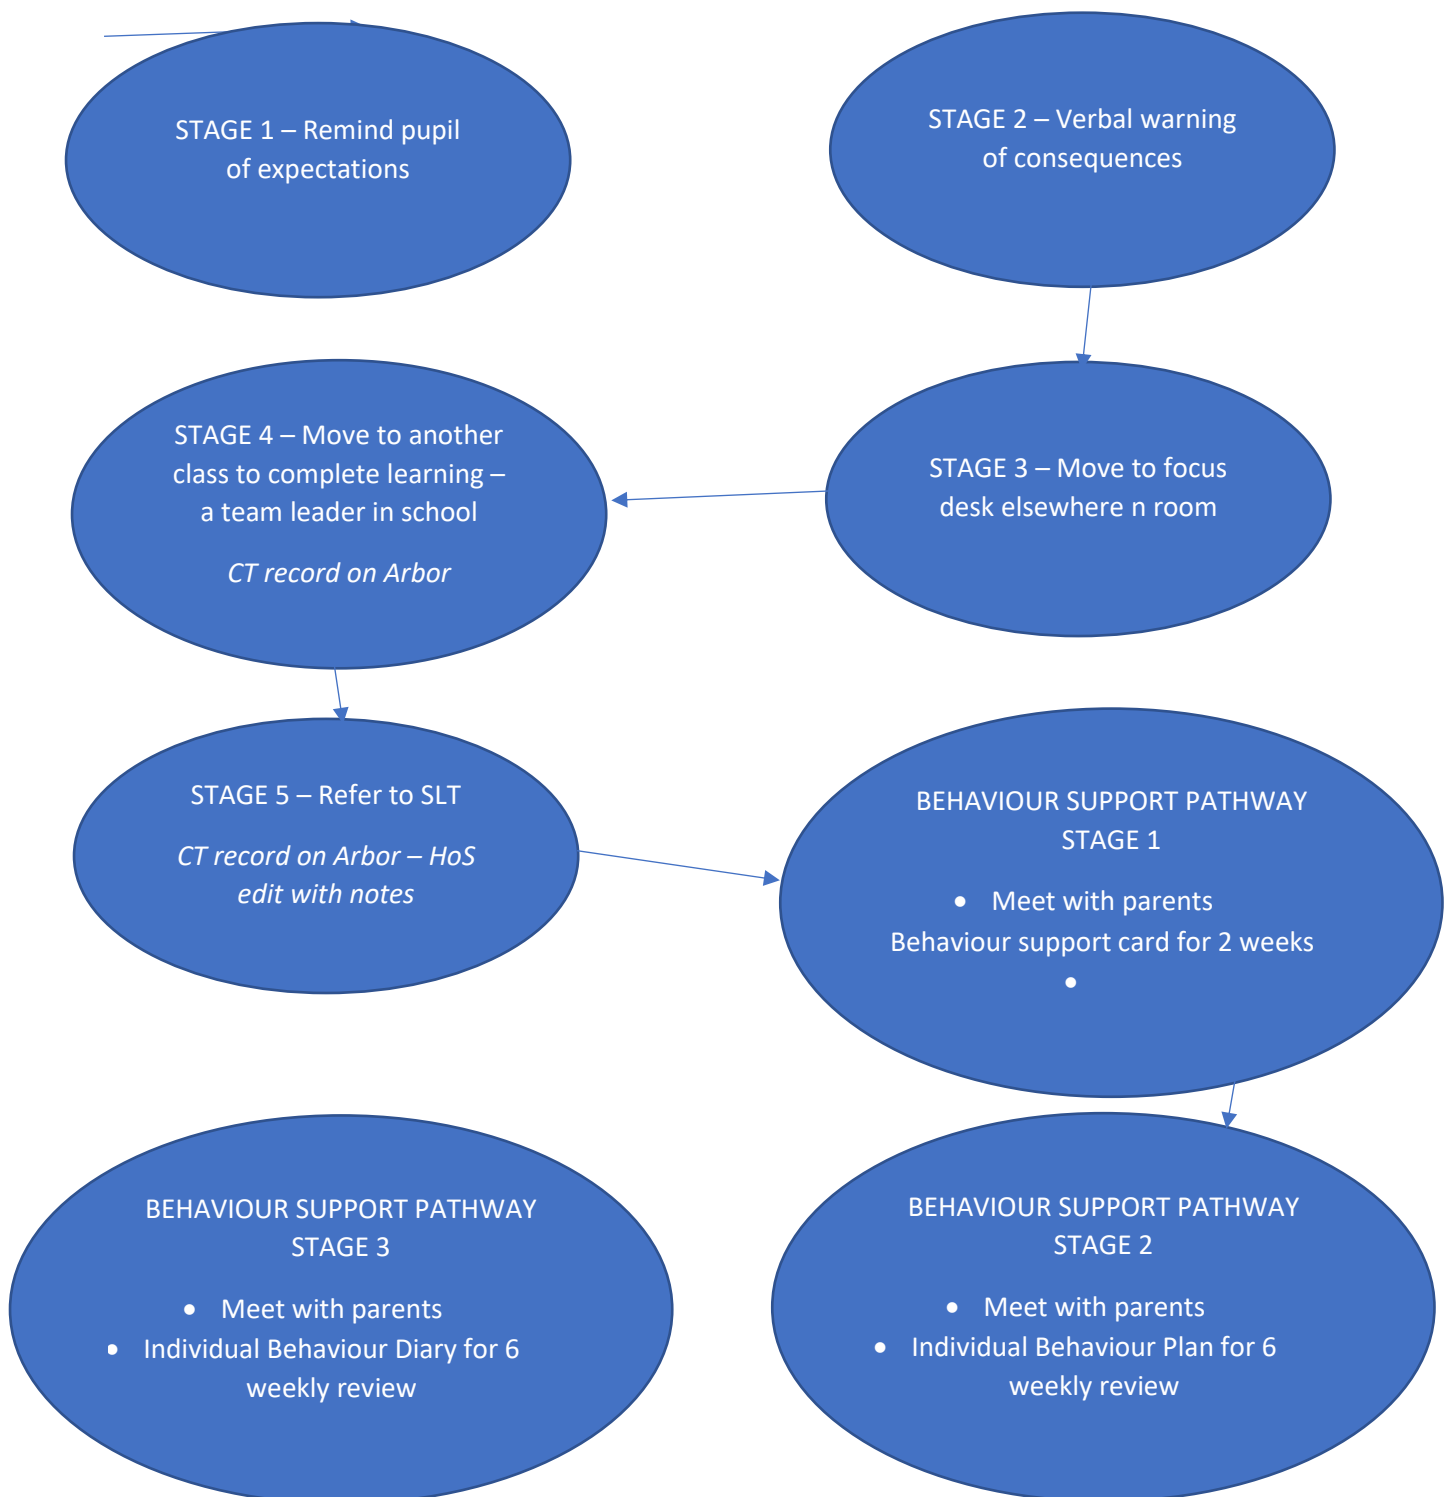 STAGE 1 – Remind pupil
of expectations
STAGE 2 – Verbal warning
of consequences
STAGE 3 – Move to focus
desk elsewhere n room
STAGE 4 – Move to another
class to complete learning –
a team leader in school
CT record on Arbor
STAGE 5 – Refer to SLT
CT record on Arbor – HoS
edit with notes
BEHAVIOUR SUPPORT PATHWAY
STAGE 1
• Meet with parents
Behaviour support card for 2 weeks
•
BEHAVIOUR SUPPORT PATHWAY
STAGE 2
• Meet with parents
• Individual Behaviour Plan for 6
weekly review
BEHAVIOUR SUPPORT PATHWAY
STAGE 3
• Meet with parents
• Individual Behaviour Diary for 6
weekly review